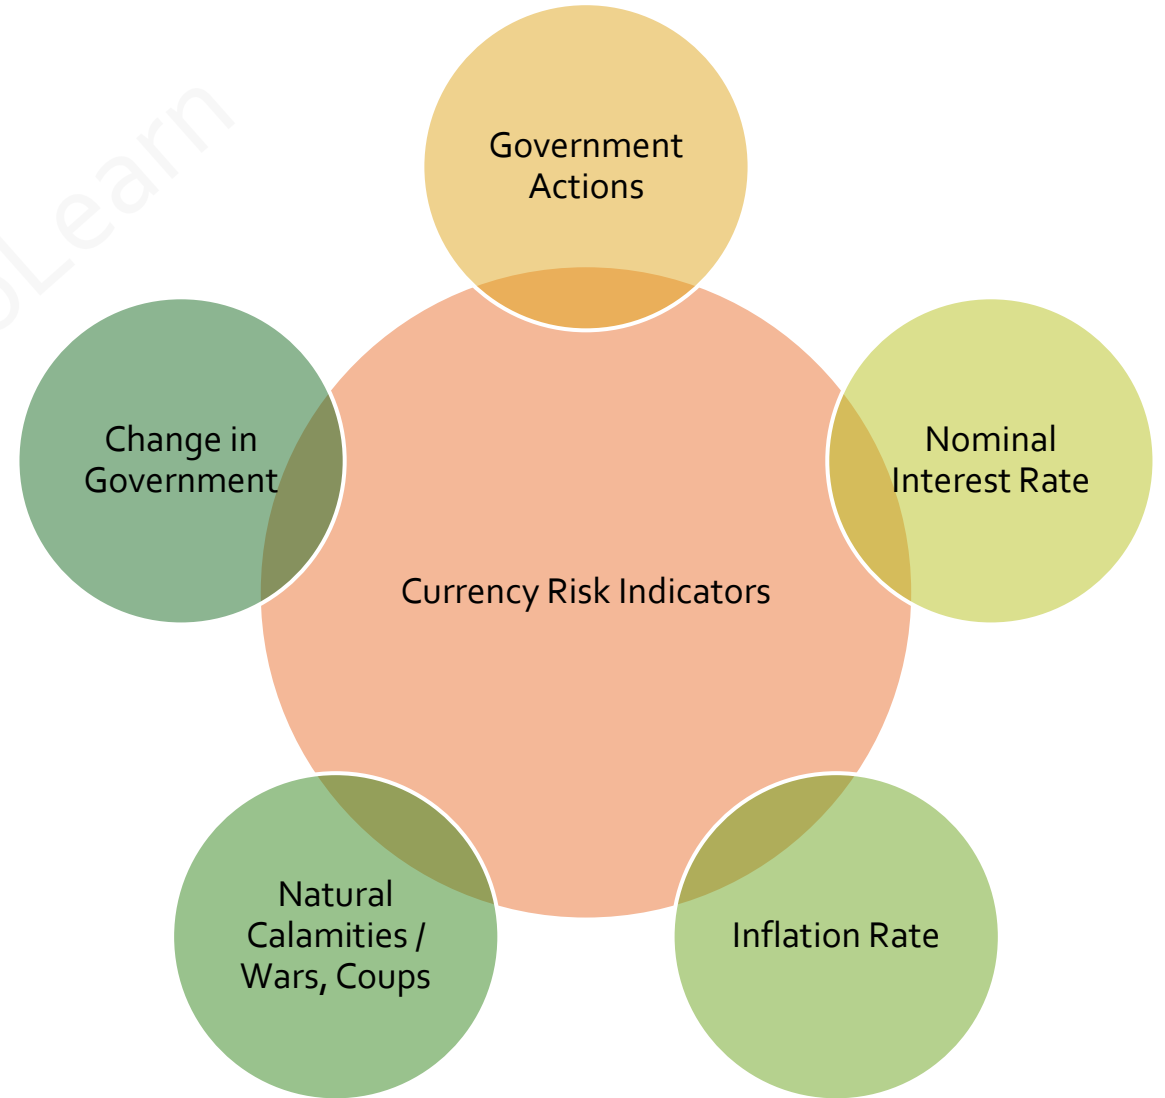 Government
Actions
Nominal
Interest Rate
Inflation Rate
Natural
Calamities /
Wars, Coups
Change in
Government
Currency Risk Indicators